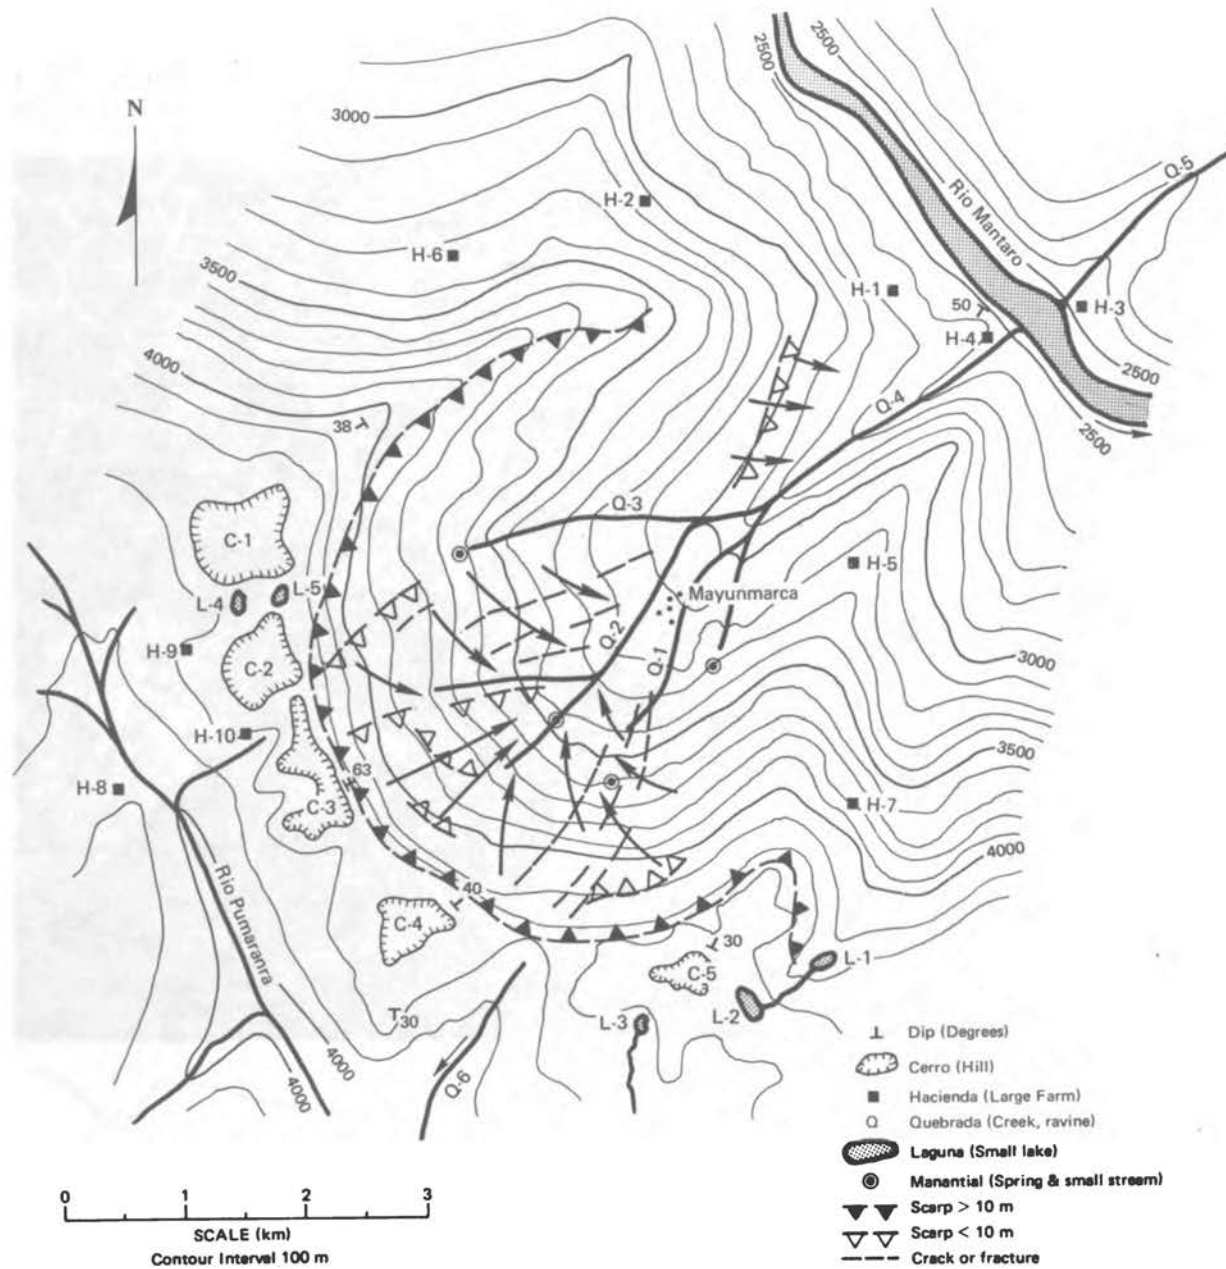 N
3000
2500
2500
2500
H-2
Q-5
Rio Mantaro
H-6
3500
H-1
50
H-3
H-4
2500
4000
Q-4
2500
38
Q-3
C-1
H-5
L-4
L-5
Mayunmarca
Q-2
Q-1
H-9
C-2
3000
H-10
3500
63
H-8
C-3
H-7
4000
Rio Pumaranra
40
C-4
30
L-1
C-5
L-2
T30
L-3
4000
4000
Q-6
Dip (Degrees)
Cerro (Hill)
Hacienda (Large Farm)
Q Quebrada (Creek, ravine)
Laguna (Small lake)
Manantial (Spring & small stream)
Scarp > 10 m
Scarp < 10 m
Crack or fracture
0 1 2 3
SCALE (km)
Contour Interval 100 m